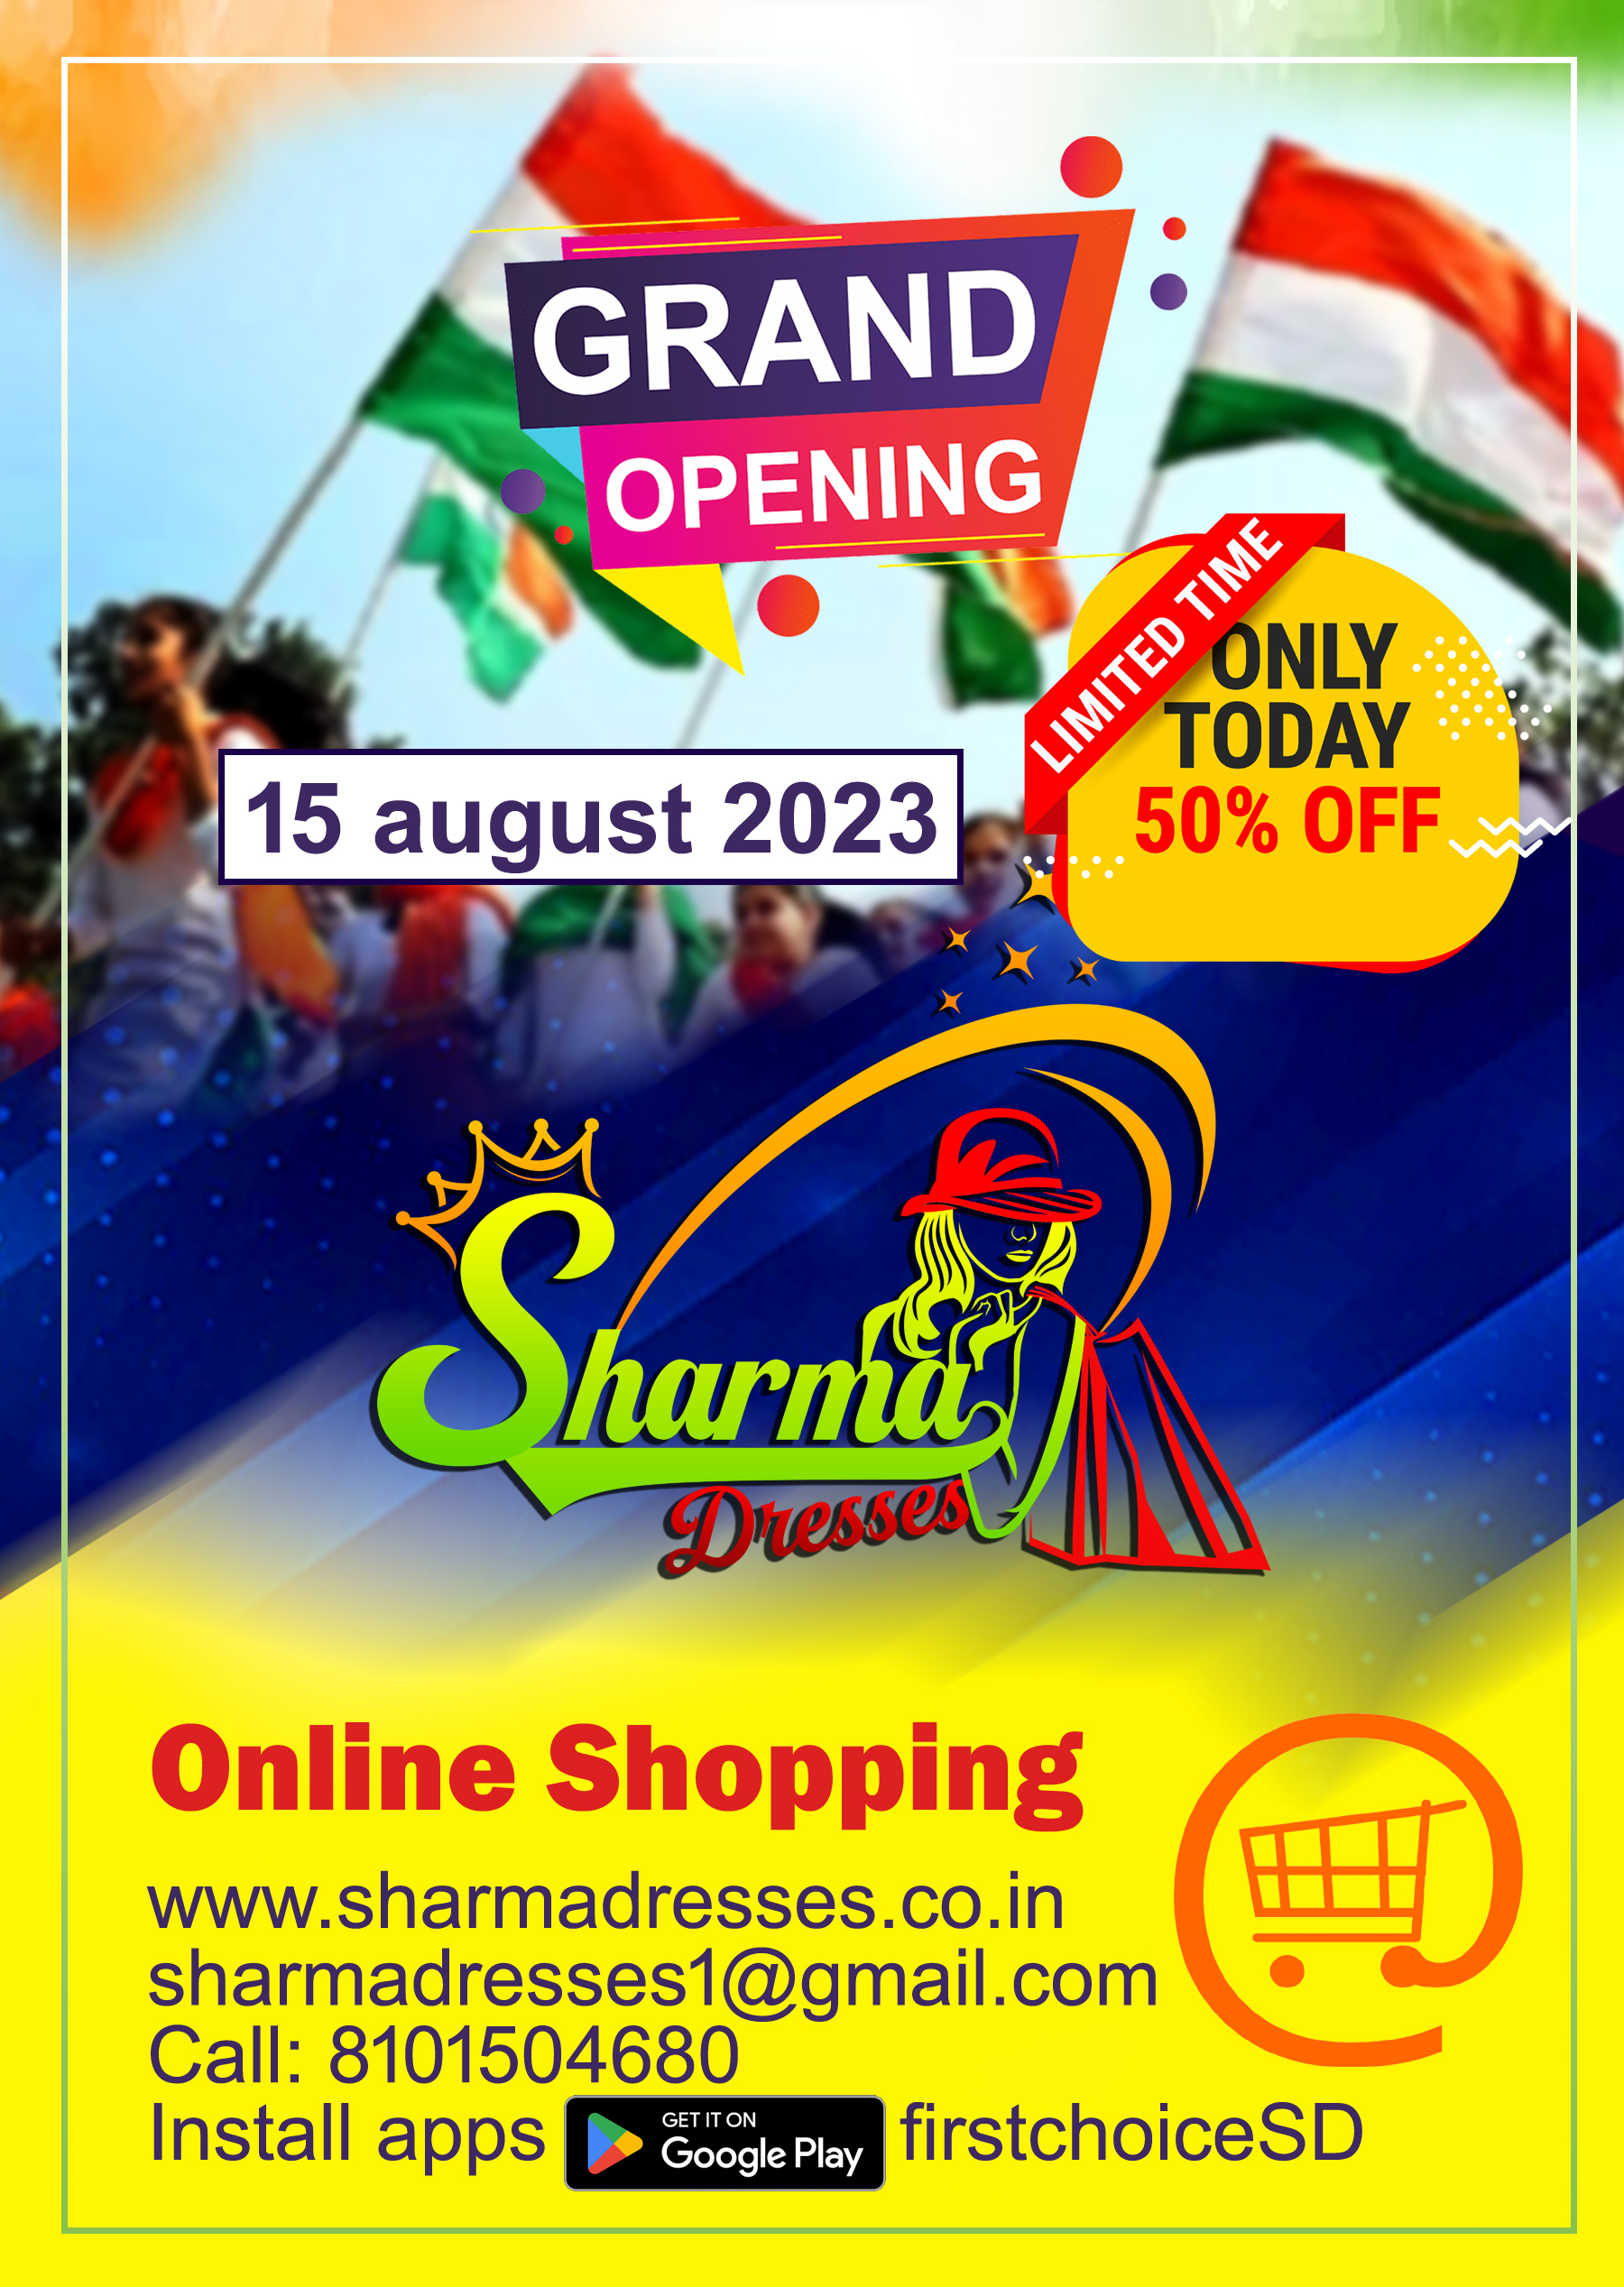 GRAND
OPENING
LIMITED TIME
ONLY
TODAY
50% OFF
15 august 2023
Sharma
Dresses
Online Shopping
www.sharmadresses.co.in
sharmadresses1@gmail.com
Call: 8101504680
Install apps GET IT ON Google Play firstchoiceSD